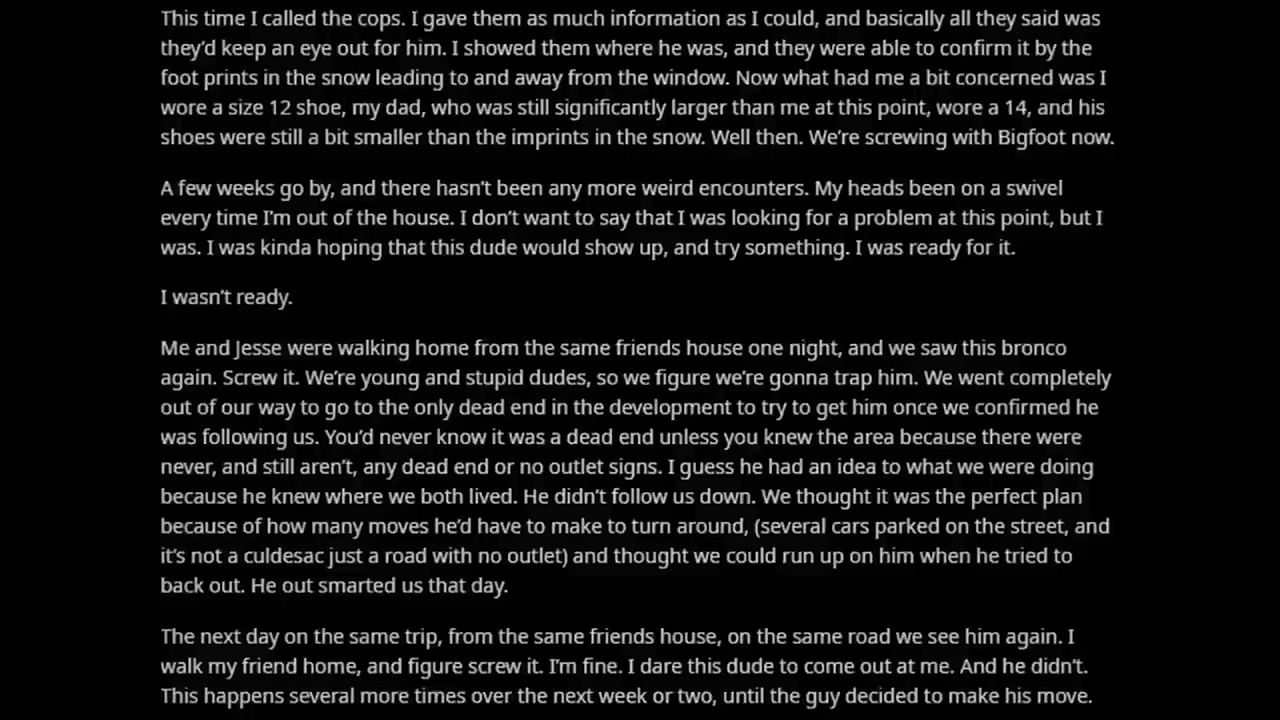 This time I called the cops. I gave them as much information as I could, and basically all they said was
they'd keep an eye out for him. I showed them where he was, and they were able to confirm it by the
foot prints in the snow leading to and away from the window. Now what had me a bit concerned was I
wore a size 12 shoe, my dad, who was still significantly larger than me at this point, wore a 14, and his
shoes were still a bit smaller than the imprints in the snow. Well then. We're screwing with Bigfoot now.
A few weeks go by, and there hasn't been any more weird encounters. My heads been on a swivel
every time I'm out of the house. I don't want to say that I was looking for a problem at this point, but I
was. I was kinda hoping that this dude would show up, and try something. I was ready for it.
I wasn't ready.
Me and Jesse were walking home from the same friends house one night, and we saw this bronco
again. Screw it. We're young and stupid dudes, so we figure we're gonna trap him. We went completely
out of our way to go to the only dead end in the development to try to get him once we confirmed he
was following us. You'd never know it was a dead end unless you knew the area because there were
never, and still aren't, any dead end or no outlet signs. I guess he had an idea to what we were doing
because he knew where we both lived. He didn't follow us down. We thought it was the perfect plan
because of how many moves he'd have to make to turn around, (several cars parked on the street, and
it's not a culdesac just a road with no outlet) and thought we could run up on him when he tried to
back out. He out smarted us that day.
The next day on the same trip, from the same friends house, on the same road we see him again. I
walk my friend home, and figure screw it. I'm fine. I dare this dude to come out at me. And he didn't.
This happens several more times over the next week or two, until the guy decided to make his move.